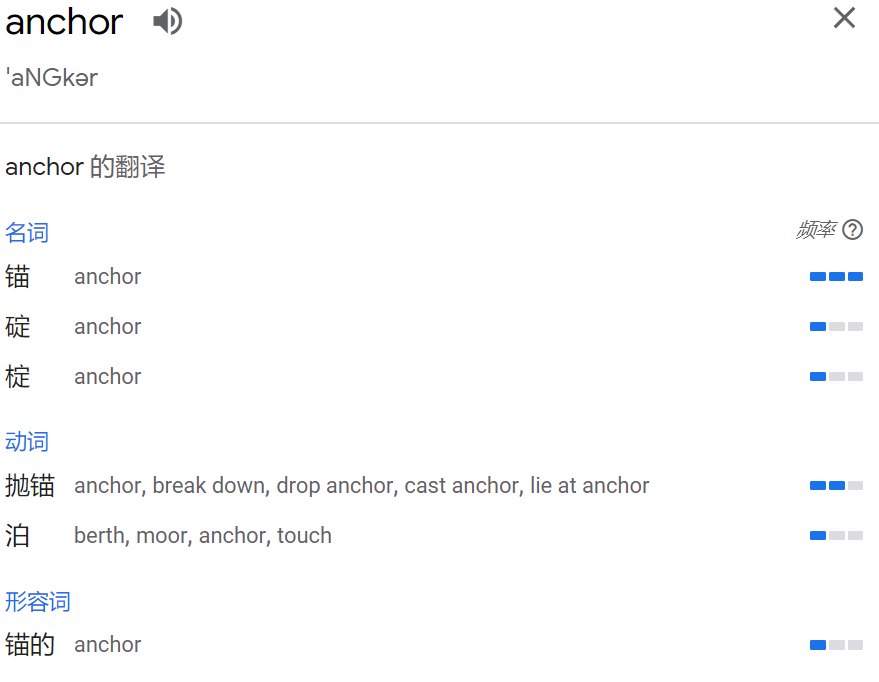 anchor
ˈaNGkər
anchor 的翻译
名词 频率
锚 anchor
碇 anchor
椗 anchor
动词
抛锚 anchor, break down, drop anchor, cast anchor, lie at anchor
泊 berth, moor, anchor, touch
形容词
锚的 anchor